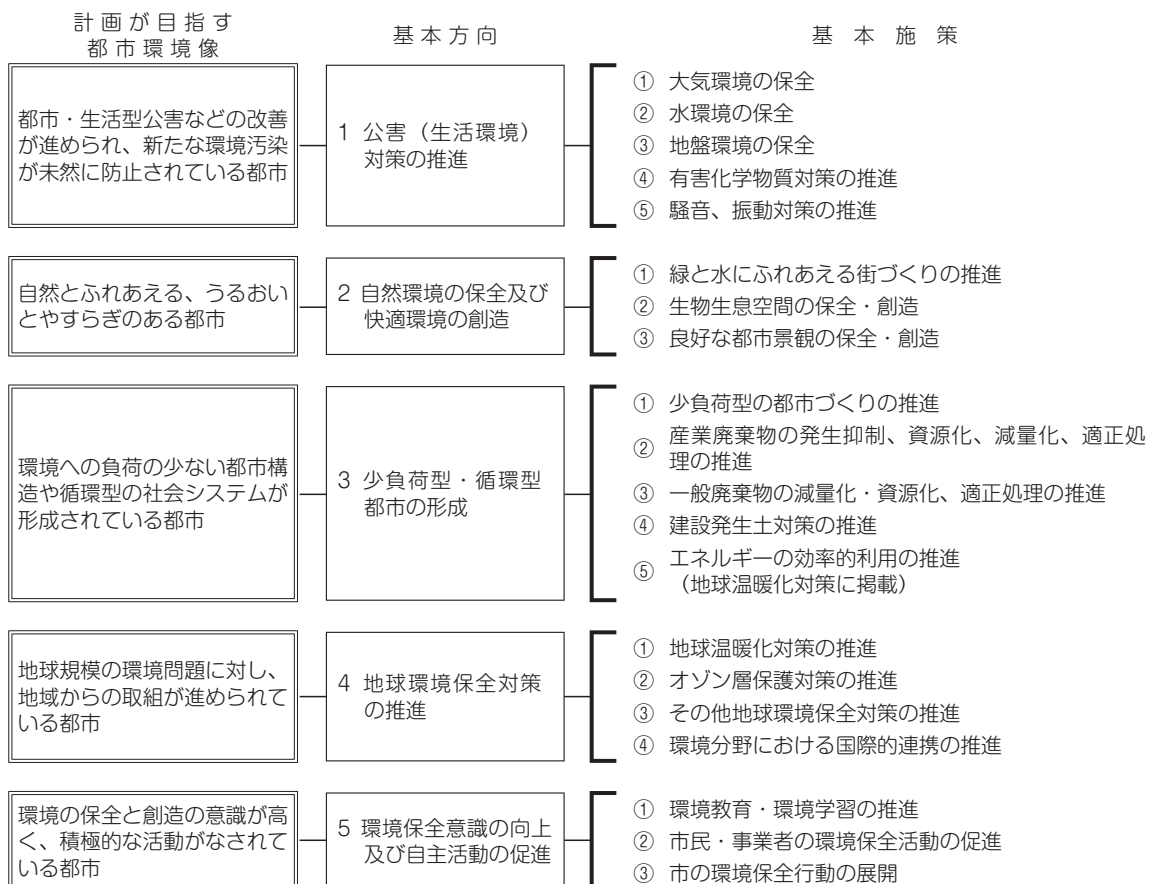 計画が目指す
都市環境像
基本方向
基本施策
都市・生活型公害などの改善
が進められ、新たな環境汚染
が未然に防止されている都市
1 公害（生活環境）
対策の推進
① 大気環境の保全
② 水環境の保全
③ 地盤環境の保全
④ 有害化学物質対策の推進
⑤ 騒音、振動対策の推進
自然とふれあえる、うるおい
とやすらぎのある都市
2 自然環境の保全及び
快適環境の創造
① 緑と水にふれあえる街づくりの推進
② 生物生息空間の保全・創造
③ 良好な都市景観の保全・創造
環境への負荷の少ない都市構
造や循環型の社会システムが
形成されている都市
3 少負荷型・循環型
都市の形成
① 少負荷型の都市づくりの推進
② 産業廃棄物の発生抑制、資源化、減量化、適正処
理の推進
③ 一般廃棄物の減量化・資源化、適正処理の推進
④ 建設発生土対策の推進
⑤ エネルギーの効率的利用の推進
（地球温暖化対策に掲載）
地球規模の環境問題に対し、
地域からの取組が進められて
いる都市
4 地球環境保全対策
の推進
① 地球温暖化対策の推進
② オゾン層保護対策の推進
③ その他地球環境保全対策の推進
④ 環境分野における国際的連携の推進
環境の保全と創造の意識が高
く、積極的な活動がなされて
いる都市
5 環境保全意識の向上
及び自主活動の促進
① 環境教育・環境学習の推進
② 市民・事業者の環境保全活動の促進
③ 市の環境保全行動の展開